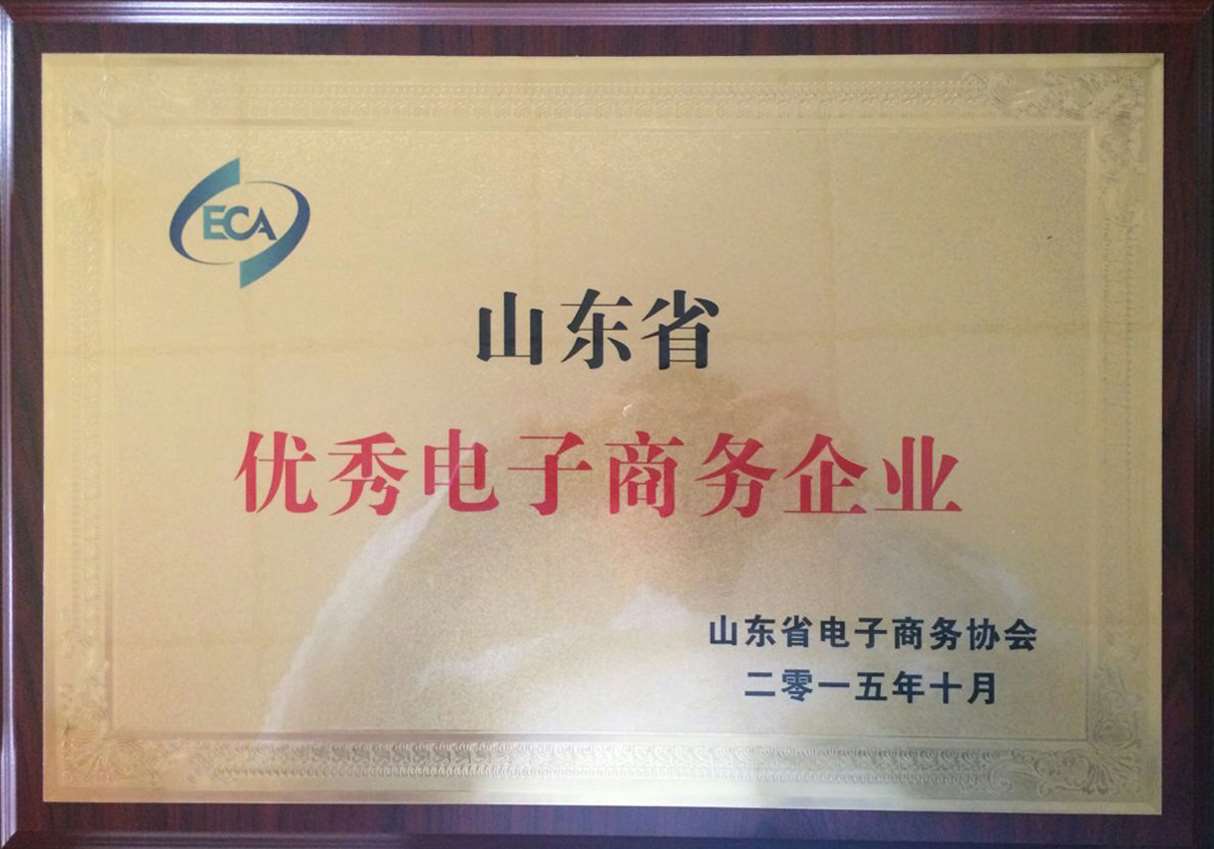 ECA
山东省
优秀电子商务企业
山东省电子商务协会
二零一五年十月